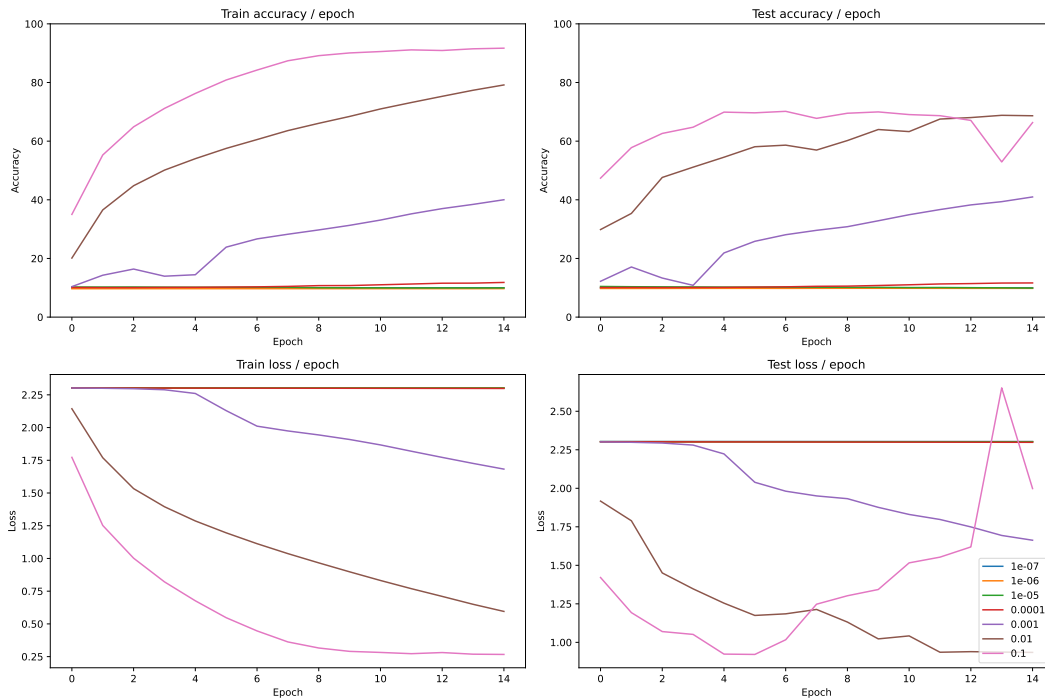 Train accuracy / epoch
Accuracy
100
80
60
40
20
0
0 2 4 6 8 10 12 14
Epoch
Test accuracy / epoch
Accuracy
100
80
60
40
20
0
0 2 4 6 8 10 12 14
Epoch
Train loss / epoch
Loss
2.25
2.00
1.75
1.50
1.25
1.00
0.75
0.50
0.25
0 2 4 6 8 10 12 14
Epoch
Test loss / epoch
Loss
2.50
2.25
2.00
1.75
1.50
1.25
1.00
0 2 4 6 8 10 12 14
Epoch
1e-07
1e-06
1e-05
0.0001
0.001
0.01
0.1